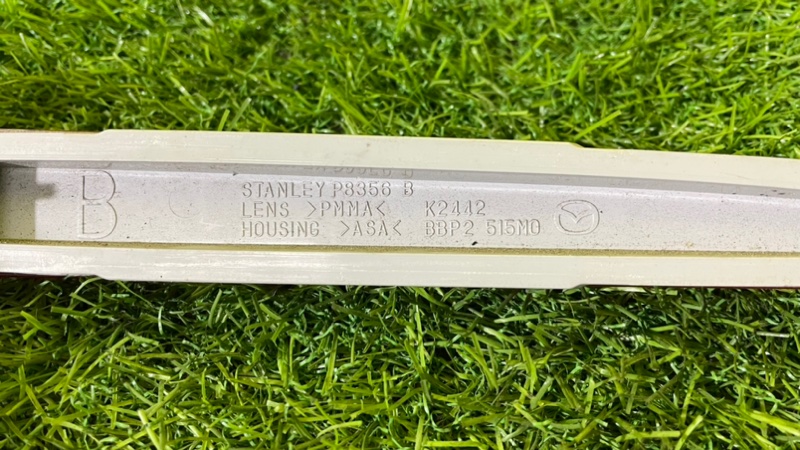 B
STANLEY P8356 B
LENS >PMMA< K2442
HOUSING >ASA< BBP2 515M0